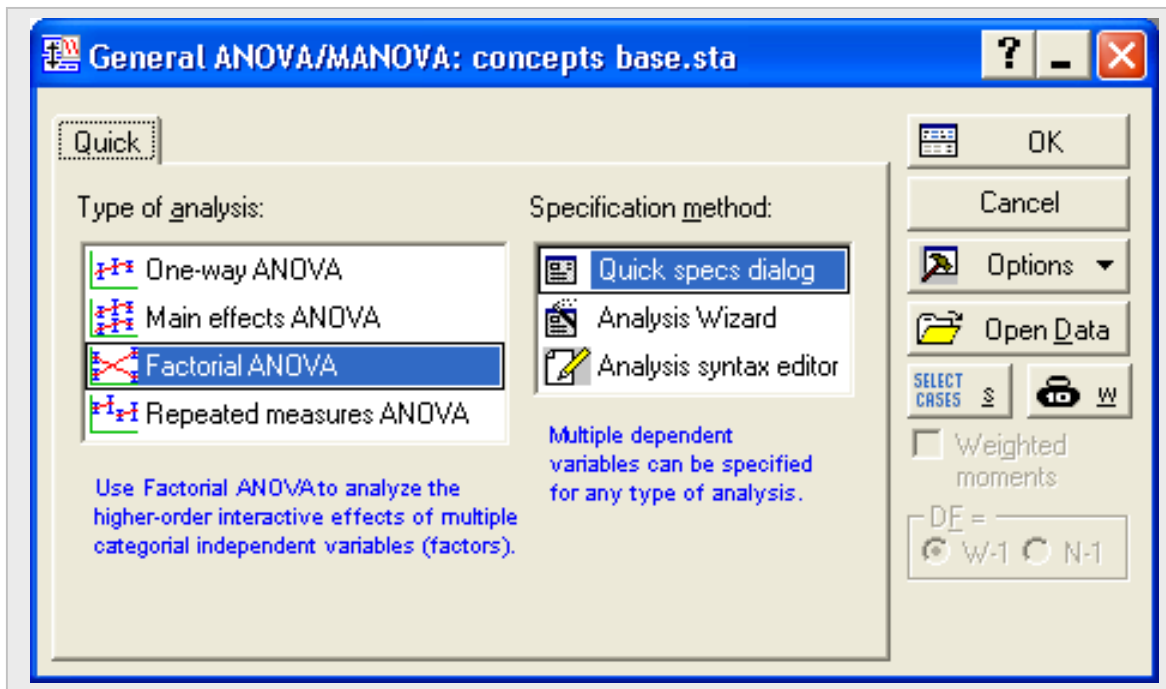 General ANOVA/MANOVA: concepts base.sta
Quick
Type of analysis:
One-way ANOVA
Main effects ANOVA
Factorial ANOVA
Repeated measures ANOVA
Use Factorial ANOVA to analyze the
higher-order interactive effects of multiple
categorial independent variables (factors).
Specification method:
Quick specs dialog
Analysis Wizard
Analysis syntax editor
Multiple dependent
variables can be specified
for any type of analysis.
OK
Cancel
Options
Open Data
SELECT
CASES S
W
Weighted
moments
DF =
W-1 N-1